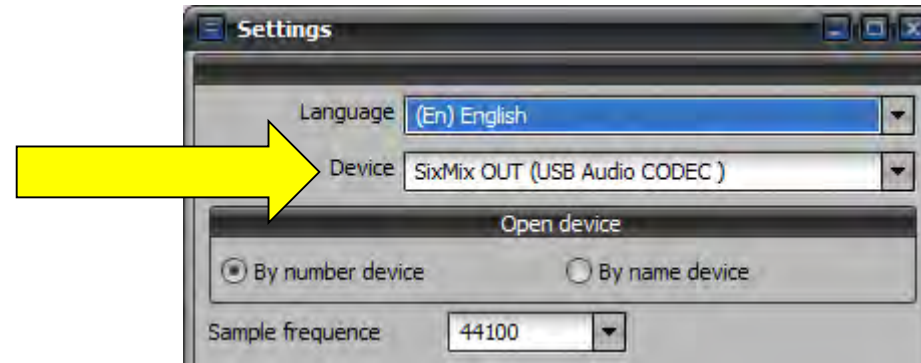 Settings
Language (En) English
Device SixMix OUT (USB Audio CODEC )
Open device
By number device By name device
Sample frequence 44100